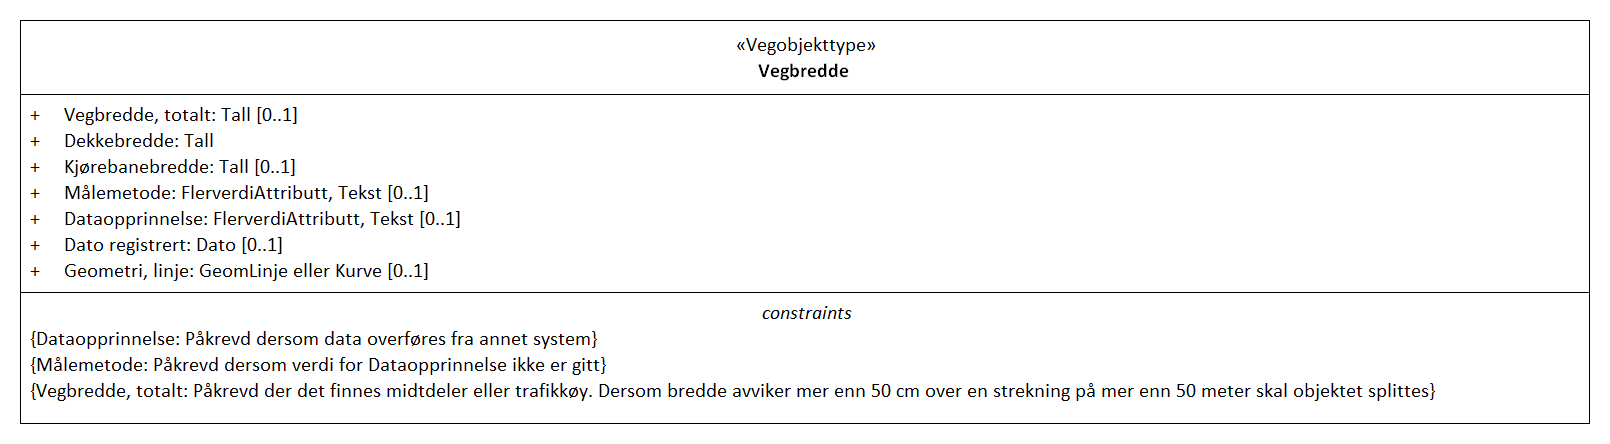 «Vegobjekttype»
Vegbredde
+ Vegbredde, totalt: Tall [0..1]
+ Dekkebredde: Tall
+ Kjørebanebredde: Tall [0..1]
+ Målemetode: FlerverdiAttributt, Tekst [0..1]
+ Dataopprinnelse: FlerverdiAttributt, Tekst [0..1]
+ Dato registrert: Dato [0..1]
+ Geometri, linje: GeomLinje eller Kurve [0..1]
constraints
{Dataopprinnelse: Påkrevd dersom data overføres fra annet system}
{Målemetode: Påkrevd dersom verdi for Dataopprinnelse ikke er gitt}
{Vegbredde, totalt: Påkrevd der det finnes midtdeler eller trafikkøy. Dersom bredde avviker mer enn 50 cm over en strekning på mer enn 50 meter skal objektet splittes}